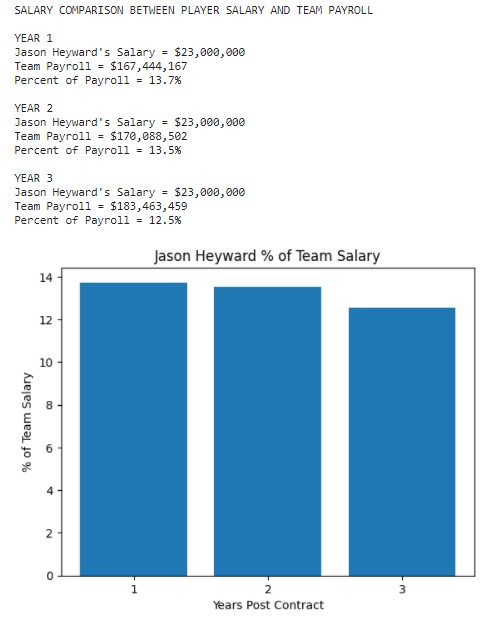 SALARY COMPARISON BETWEEN PLAYER SALARY AND TEAM PAYROLL
YEAR 1
Jason Heyward's Salary = $23,000,000
Team Payroll = $167,444,167
Percent of Payroll = 13.7%
YEAR 2
Jason Heyward's Salary = $23,000,000
Team Payroll = $170,088,502
Percent of Payroll = 13.5%
YEAR 3
Jason Heyward's Salary = $23,000,000
Team Payroll = $183,463,459
Percent of Payroll = 12.5%
Jason Heyward % of Team Salary
% of Team Salary
14
12
10
8
6
4
2
0
1 2 3
Years Post Contract